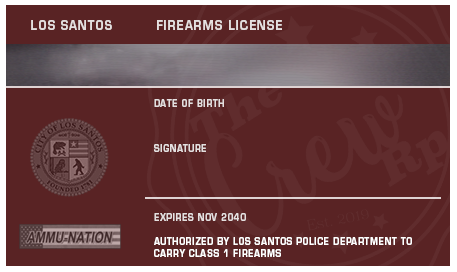 LOS SANTOS FIREARMS LICENSE
DATE OF BIRTH
SIGNATURE
The
Crew
Rp
CITY OF LOS SANTOS
FOUNDED 1781
EXPIRES NOV 2040
AMMU-NATION
AUTHORIZED BY LOS SANTOS POLICE DEPARTMENT TO
CARRY CLASS 1 FIREARMS